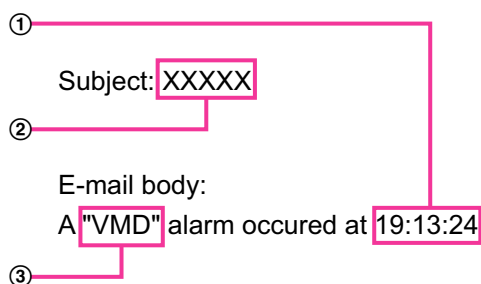 ①
Subject: XXXXX
②
E-mail body:
A "VMD" alarm occured at 19:13:24
③